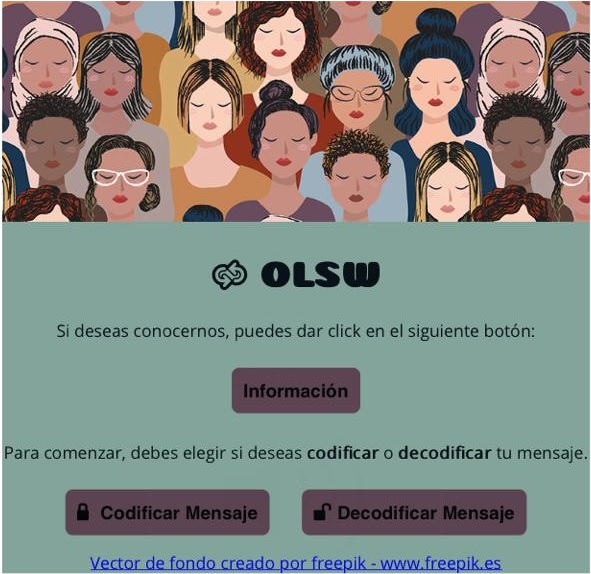 OLSW
Si deseas conocernos, puedes dar click en el siguiente botón:
Información
Para comenzar, debes elegir si deseas codificar o decodificar tu mensaje.
Codificar Mensaje
Decodificar Mensaje
Vector de fondo creado por freepik - www.freepik.es